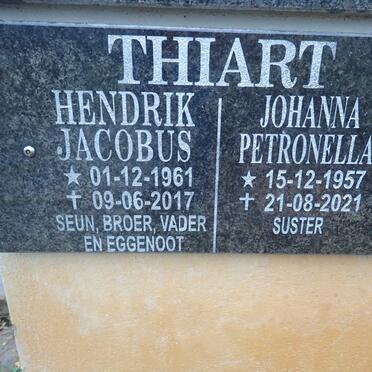 THIART
HENDRIK
JACOBUS
★ 01-12-1961
✝ 09-06-2017
SEUN, BROER, VADER
EN EGGENOOT
JOHANNA
PETRONELLA
★ 15-12-1957
✝ 21-08-2021
SUSTER